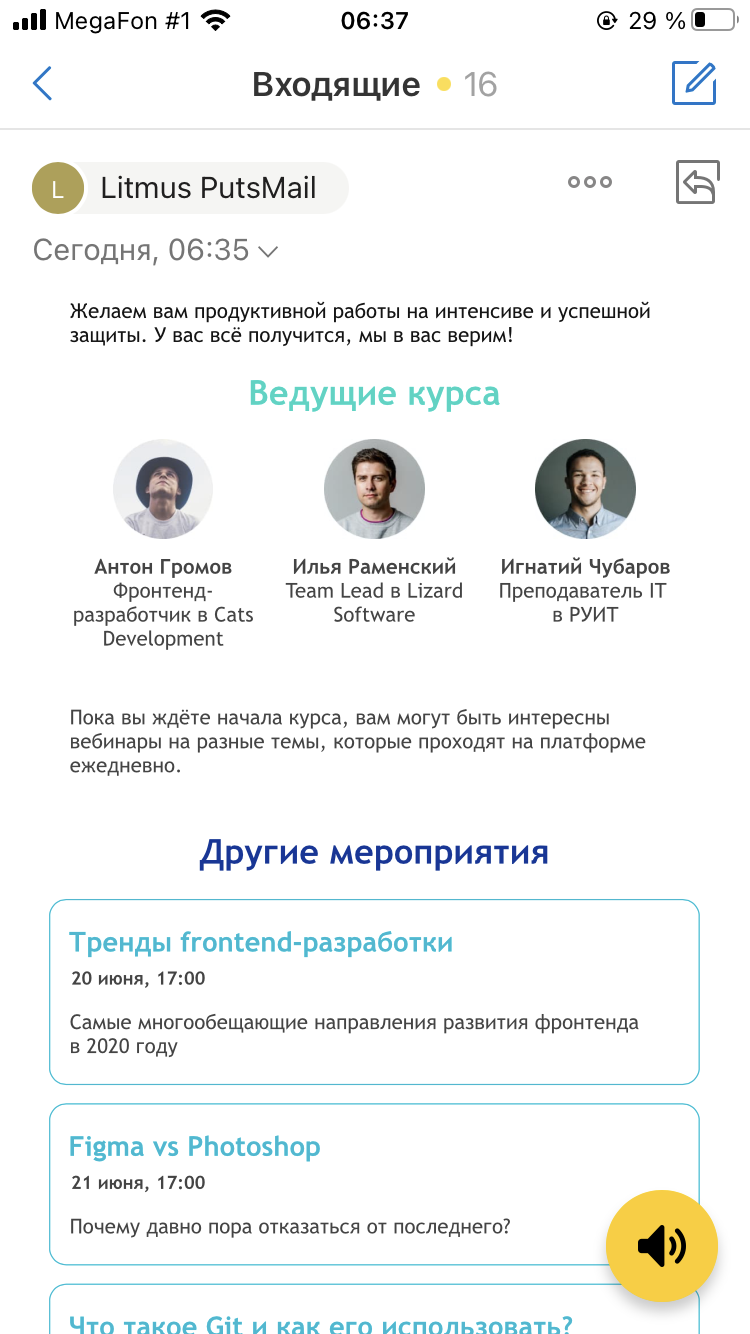 MegaFon #1 06:37 29 %
Входящие 16
L Litmus PutsMail
Сегодня, 06:35
Желаем вам продуктивной работы на интенсиве и успешной
защиты. У вас всё получится, мы в вас верим!
Ведущие курса
Антон Громов
Фронтенд-
разработчик в Cats
Development
Илья Раменский
Team Lead в Lizard
Software
Игнатий Чубаров
Преподаватель IT
в РУИТ
Пока вы ждёте начала курса, вам могут быть интересны
вебинары на разные темы, которые проходят на платформе
ежедневно.
Другие мероприятия
Тренды frontend-разработки
20 июня, 17:00
Самые многообещающие направления развития фронтенда
в 2020 году
Figma vs Photoshop
21 июня, 17:00
Почему давно пора отказаться от последнего?
Что такое Git и как его использовать?